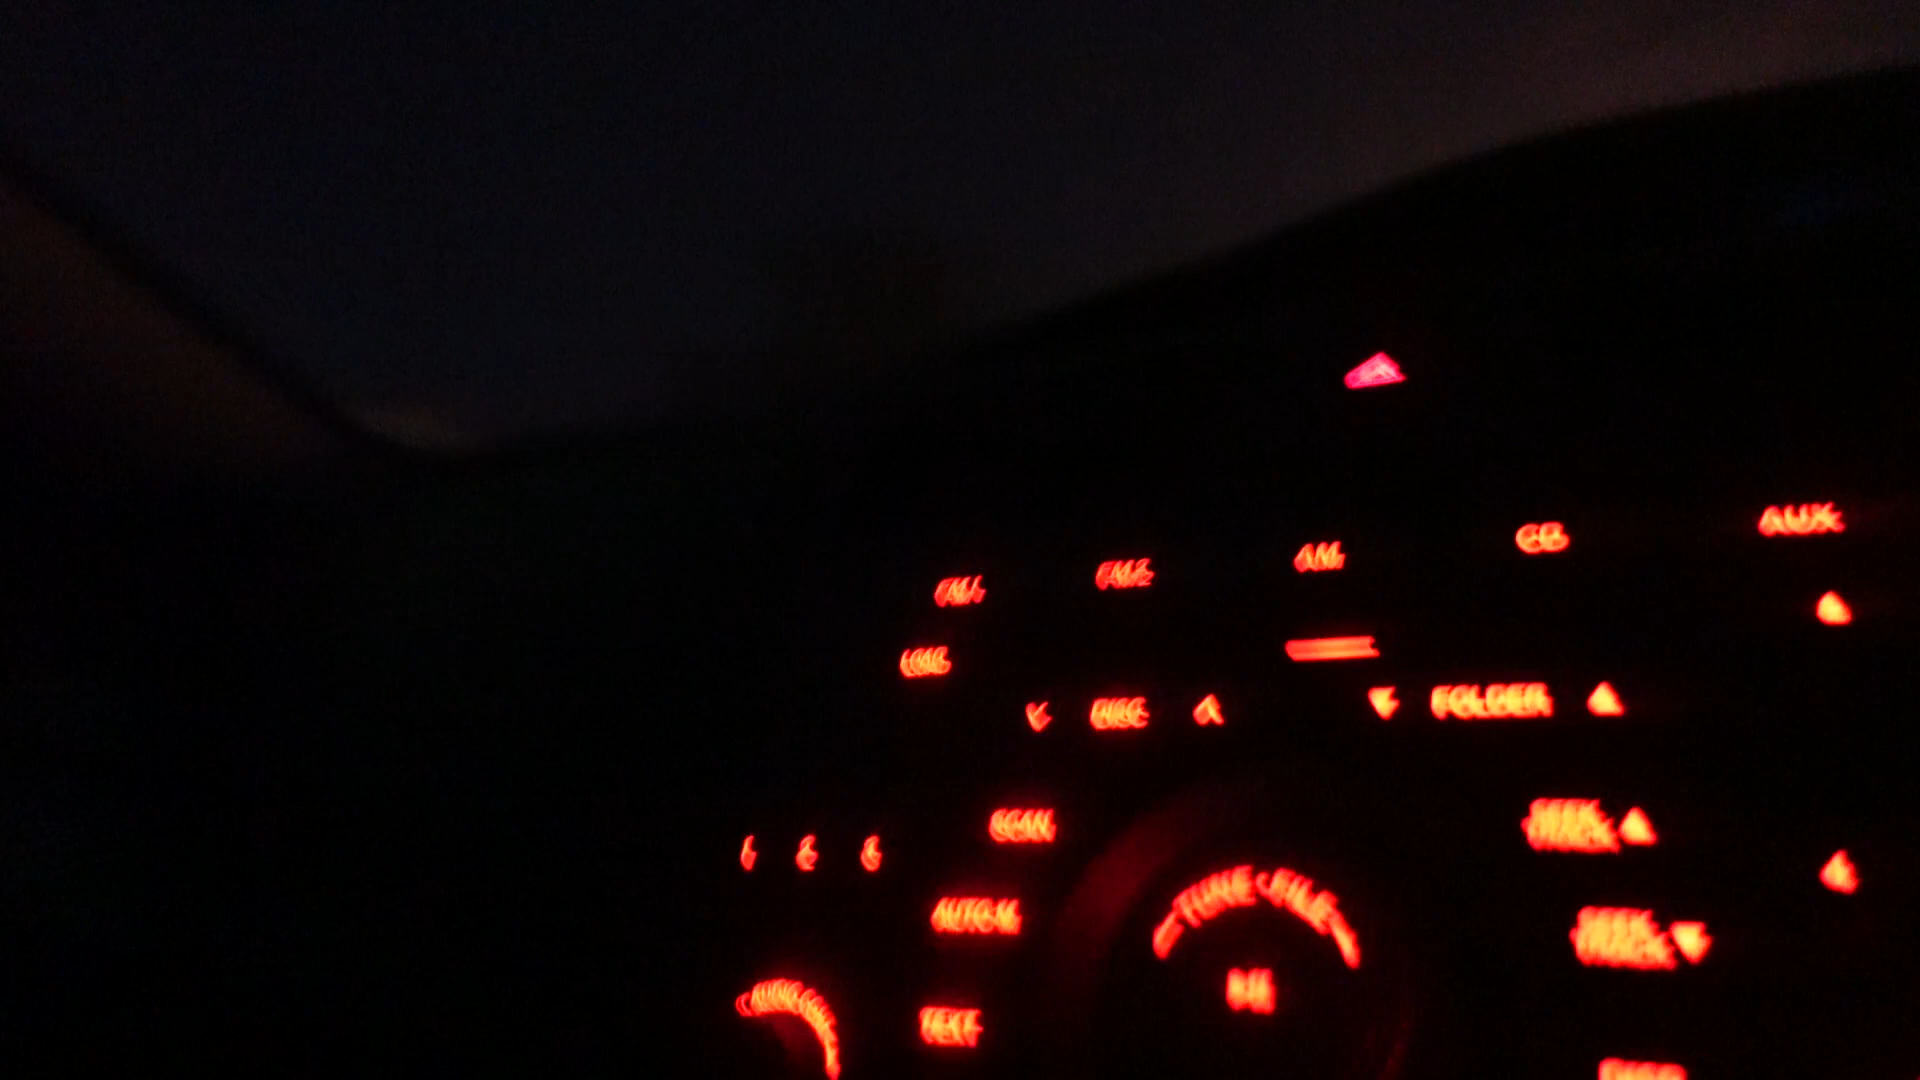 AUX
CD
AM
FM2
FM1
LOAD
DISC
FOLDER
SCAN
SEEK
TRACK
AUTO-M
TUNE FILE
SEEK
TRACK
TEXT